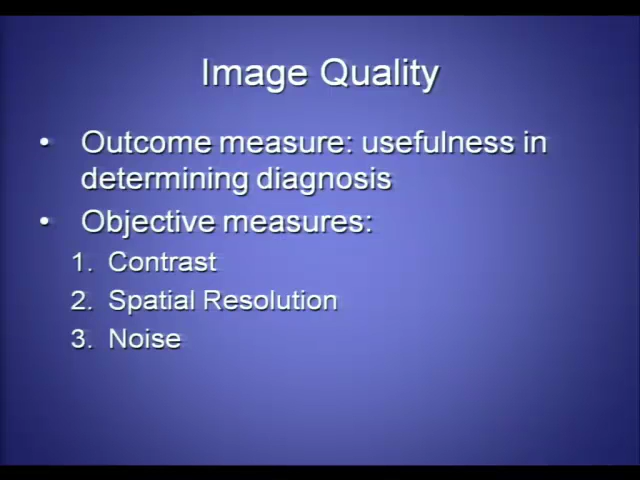 Image Quality
• Outcome measure: usefulness in
determining diagnosis
• Objective measures:
1. Contrast
2. Spatial Resolution
3. Noise